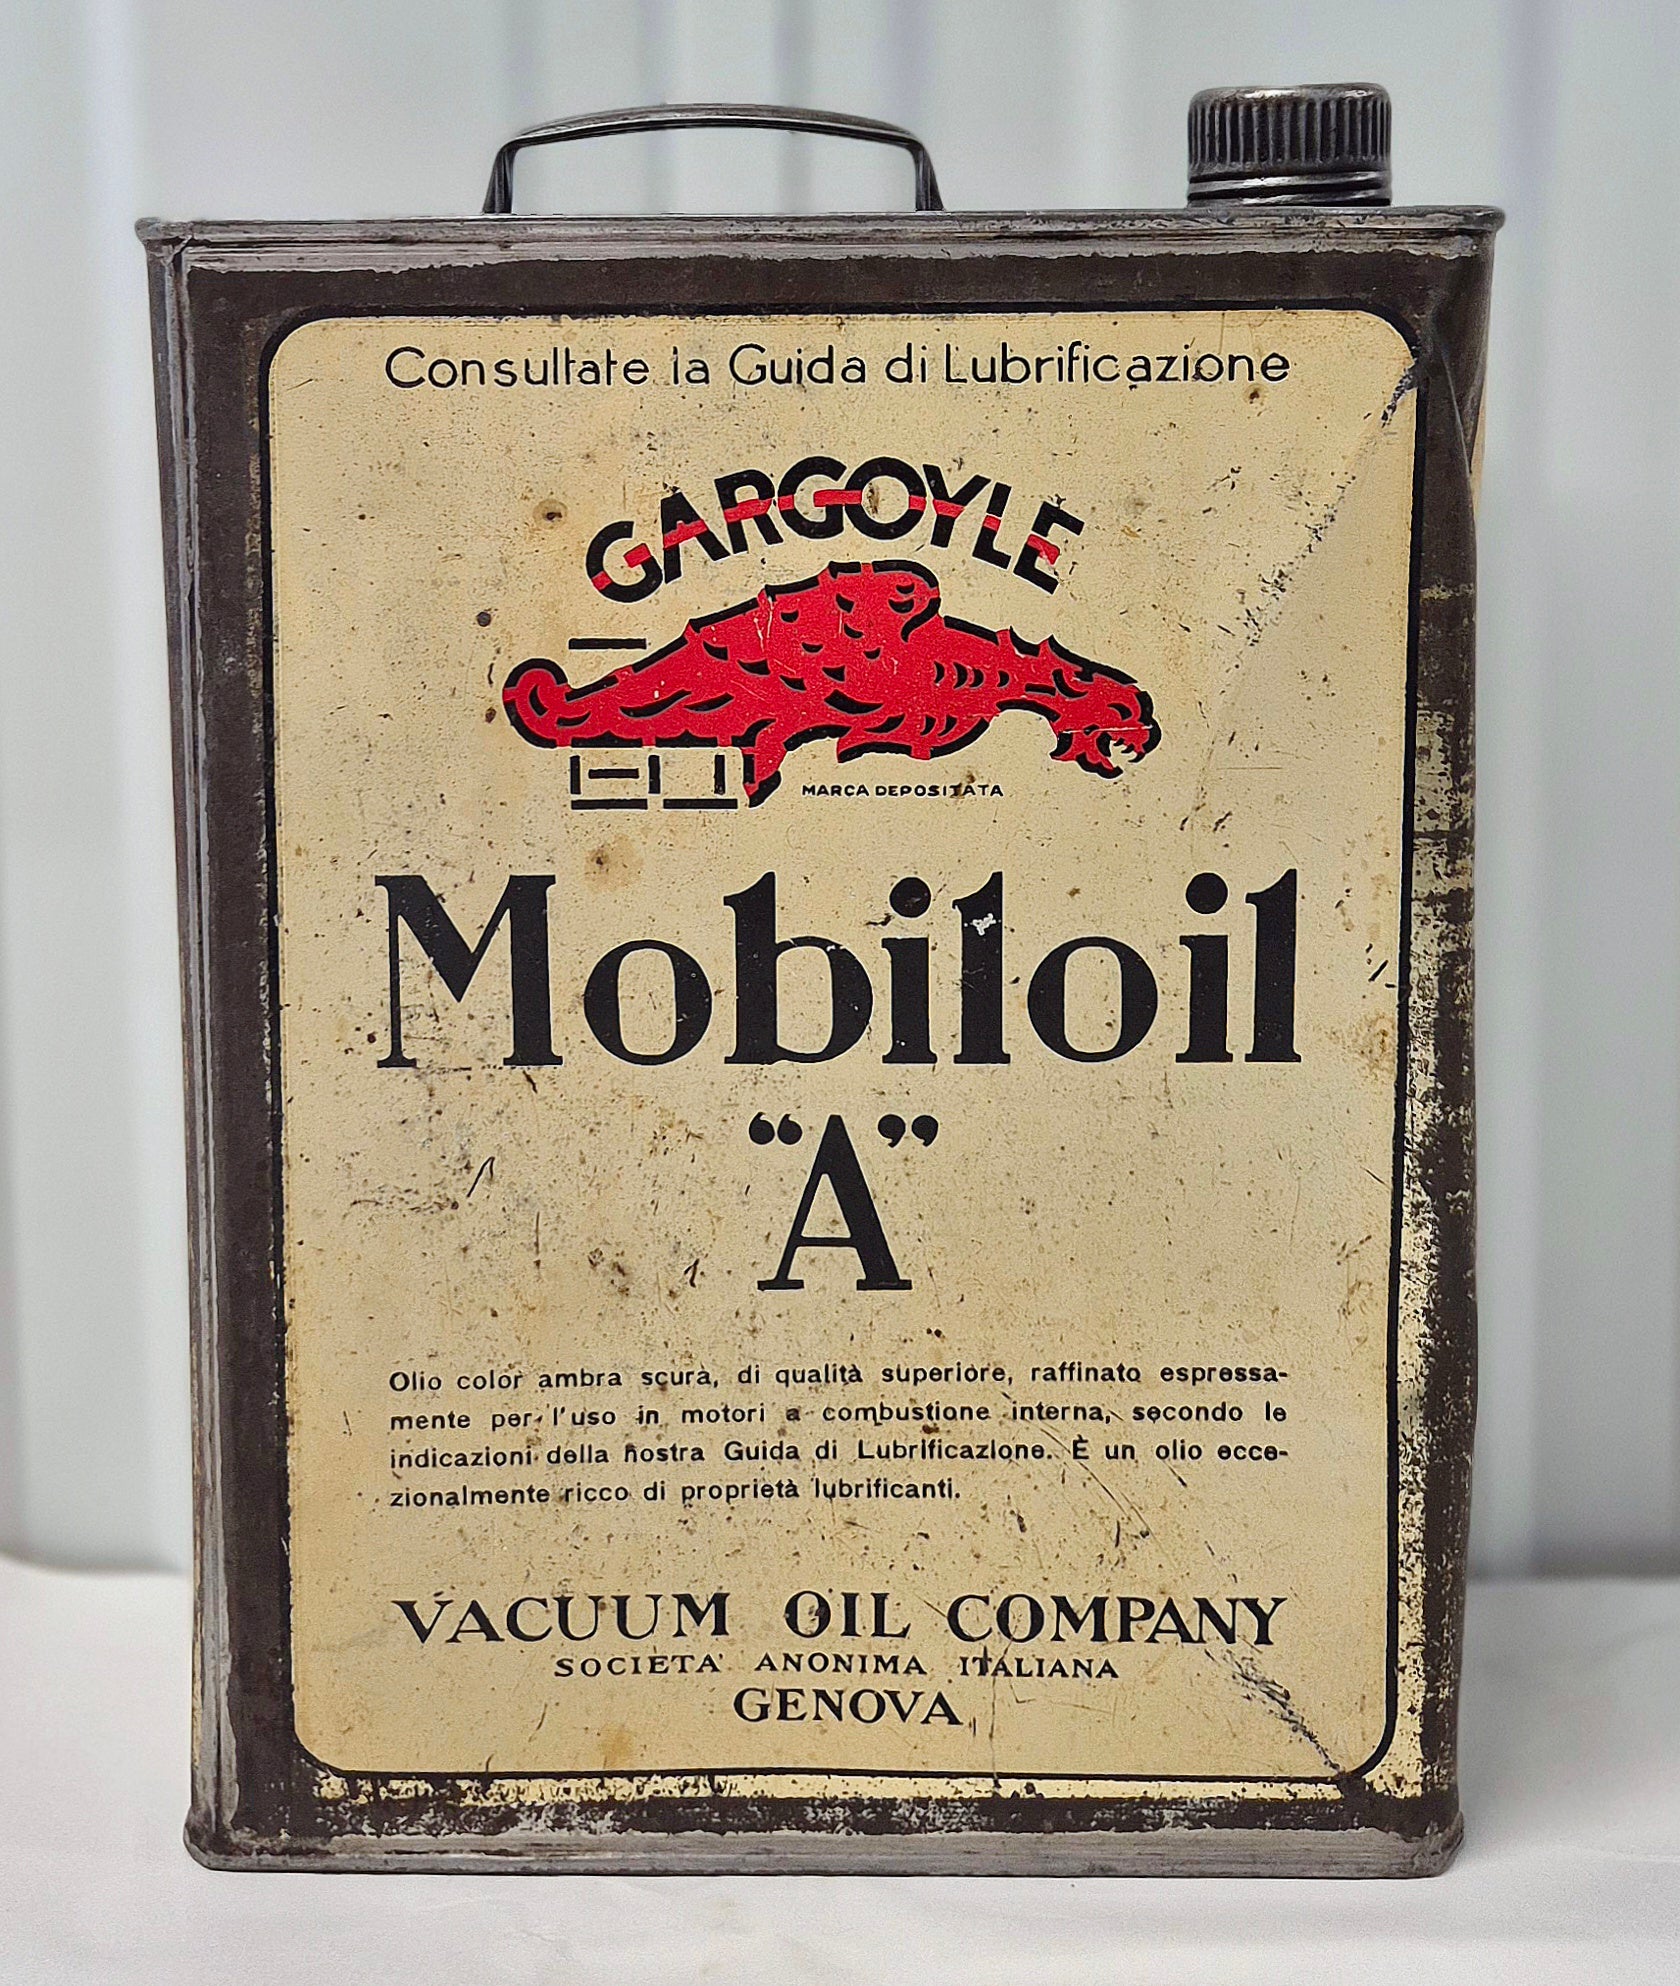 Consultate la Guida di Lubrificazione
GARGOYLE
MARCA DEPOSITATA
Mobiloil
“A”
Olio color ambra scura, di qualità superiore, raffinato espressa-
mente per l'uso in motori a combustione interna, secondo le
indicazioni della nostra Guida di Lubrificazione. È un olio ecce-
zionalmente ricco di proprietà lubrificanti.
VACUUM OIL COMPANY
SOCIETA' ANONIMA ITALIANA
GENOVA